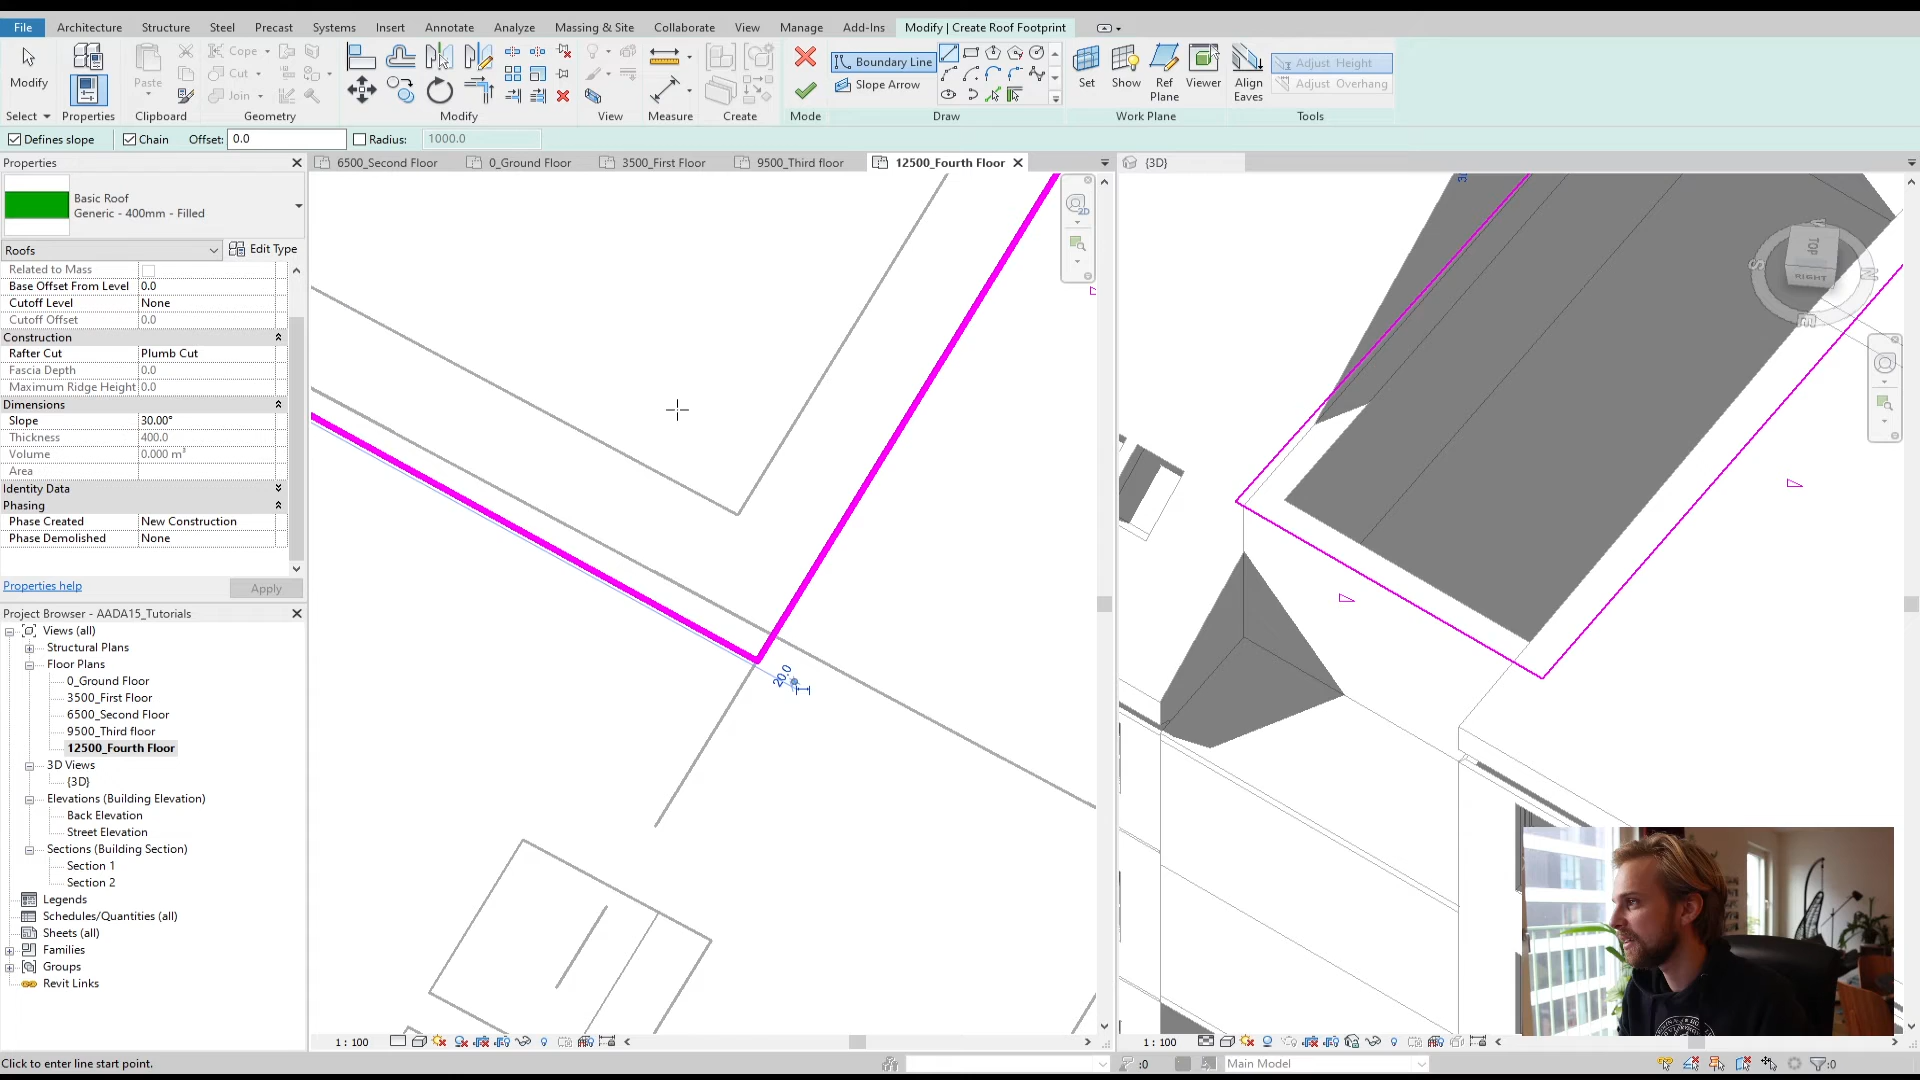 File Architecture Structure Steel Precast Systems Insert Annotate Analyze Massing & Site Collaborate View Manage Add-Ins Modify | Create Roof Footprint
Modify
Paste
Cope
Cut
Join
Boundary Line
Slope Arrow
Set
Show
Ref
Plane
Viewer
Align
Eaves
Adjust Height
Adjust Overhang
Select Properties Clipboard Geometry Modify View Measure Create Mode Draw Work Plane Tools
Defines slope Chain Offset: 0.0 Radius: 1000.0
Properties
6500_Second Floor 0_Ground Floor 3500_First Floor 9500_Third floor 12500_Fourth Floor {3D}
Basic Roof
Generic - 400mm - Filled
Roofs Edit Type
Related to Mass
Base Offset From Level 0.0
Cutoff Level None
Cutoff Offset 0.0
Construction
Rafter Cut Plumb Cut
Fascia Depth 0.0
Maximum Ridge Height 0.0
Dimensions
Slope 30.00°
Thickness 400.0
Volume 0.000 m³
Area
Identity Data
Phasing
Phase Created New Construction
Phase Demolished None
Properties help Apply
Project Browser - AADA15_Tutorials
Views (all)
Structural Plans
Floor Plans
0_Ground Floor
3500_First Floor
6500_Second Floor
9500_Third floor
12500_Fourth Floor
3D Views
{3D}
Elevations (Building Elevation)
Back Elevation
Street Elevation
Sections (Building Section)
Section 1
Section 2
Legends
Schedules/Quantities (all)
Sheets (all)
Families
Groups
Revit Links
2D
20.0
TOP
RIGHT
S
N
E
1 : 100
1 : 100
Click to enter line start point.
:0
Main Model
:0